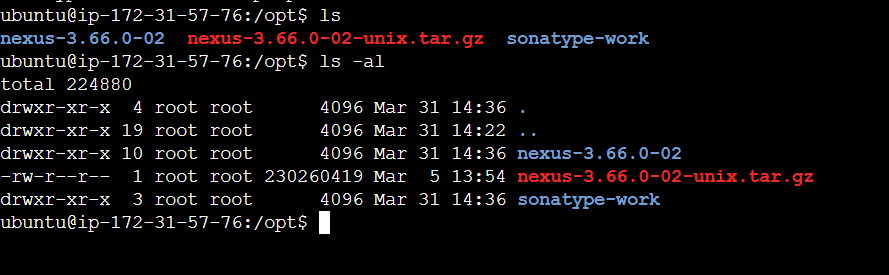 ubuntu@ip-172-31-57-76:/opt$ ls
nexus-3.66.0-02  nexus-3.66.0-02-unix.tar.gz  sonatype-work
ubuntu@ip-172-31-57-76:/opt$ ls -al
total 224880
drwxr-xr-x  4 root root      4096 Mar 31 14:36 .
drwxr-xr-x 19 root root      4096 Mar 31 14:22 ..
drwxr-xr-x 10 root root      4096 Mar 31 14:36 nexus-3.66.0-02
-rw-r--r--  1 root root 230260419 Mar  5 13:54 nexus-3.66.0-02-unix.tar.gz
drwxr-xr-x  3 root root      4096 Mar 31 14:36 sonatype-work
ubuntu@ip-172-31-57-76:/opt$